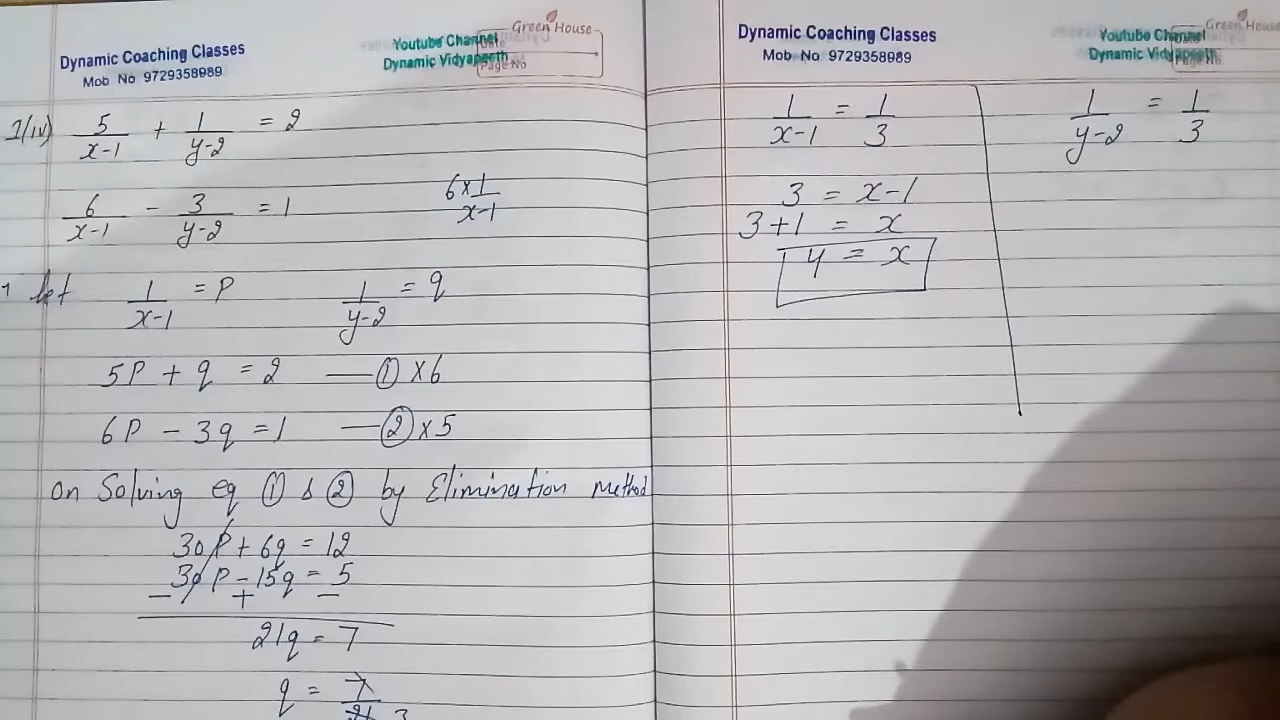 Green House
Dynamic Coaching Classes
Youtube Channel
Mob No 9729358989
Dynamic Vidyapeeth
Page No
1(iv) 5/(x-1) + 1/(y-2) = 2
6/(x-1) - 3/(y-2) = 1
6×1/(x-1)
let 1/(x-1) = P 1/(y-2) = q
5P + q = 2 — ① ×6
6P - 3q = 1 — ② ×5
on Solving eq ① & ② by Elimination Method
30P + 6q = 12
30P - 15q = 5
- + -
21q = 7
q = 7/21 3
Green House
Dynamic Coaching Classes
Youtube Channel
Mob No 9729358989
Dynamic Vidyapeeth
1/(x-1) = 1/3
1/(y-2) = 1/3
3 = x-1
3+1 = x
4 = x